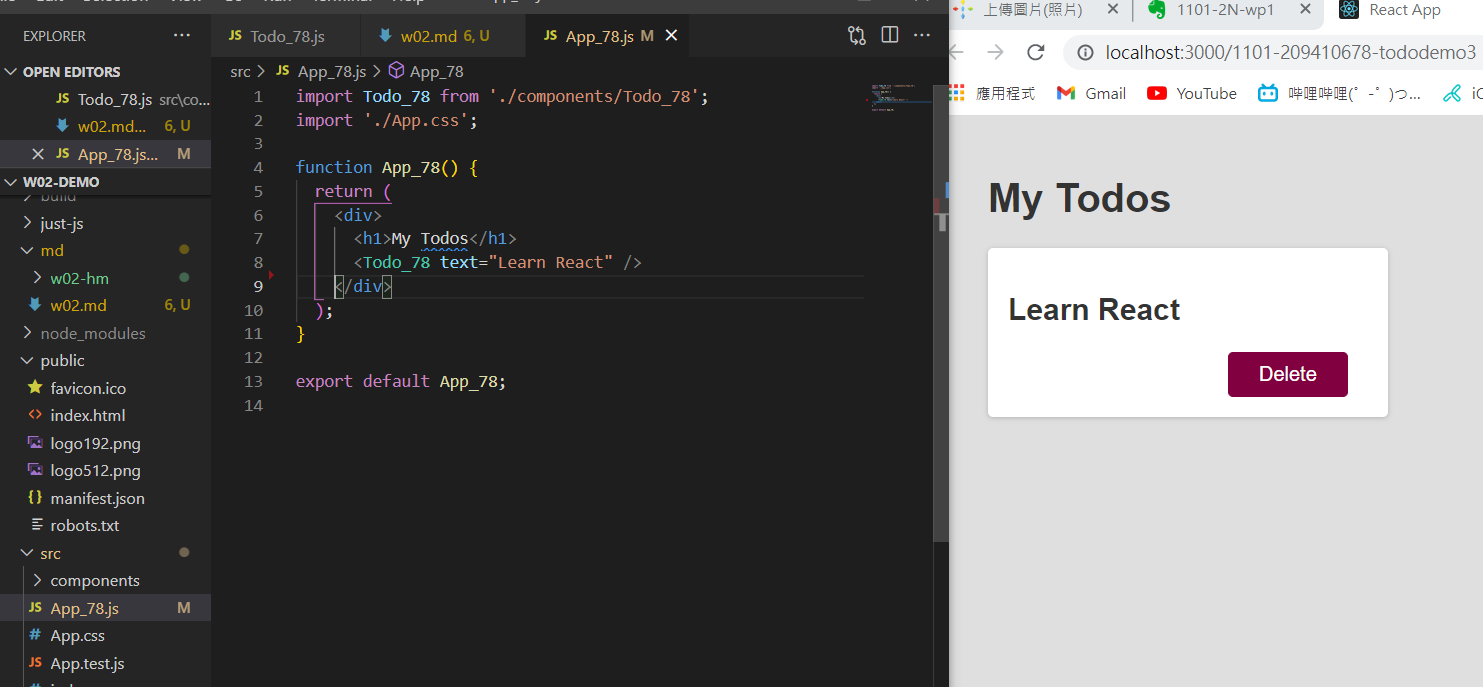 EXPLORER
OPEN EDITORS
Todo_78.js src\co...
w02.md... 6, U
App_78.js... M
W02-DEMO
build
just-js
md
w02-hm
w02.md 6, U
node_modules
public
favicon.ico
index.html
logo192.png
logo512.png
manifest.json
robots.txt
src
components
JS App_78.js M
# App.css
JS App.test.js
JS Todo_78.js
w02.md 6, U
JS App_78.js M
src > JS App_78.js > App_78
1 import Todo_78 from './components/Todo_78';
2 import './App.css';
3
4 function App_78() {
5 return (
6 <div>
7 <h1>My Todos</h1>
8 <Todo_78 text="Learn React" />
9 </div>
10 );
11 }
12
13 export default App_78;
14
上傳圖片(照片)
1101-2N-wp1
React App
localhost:3000/1101-209410678-tododemo3
應用程式
Gmail
YouTube
哔哩哔哩(゜-゜)つ...
My Todos
Learn React
Delete